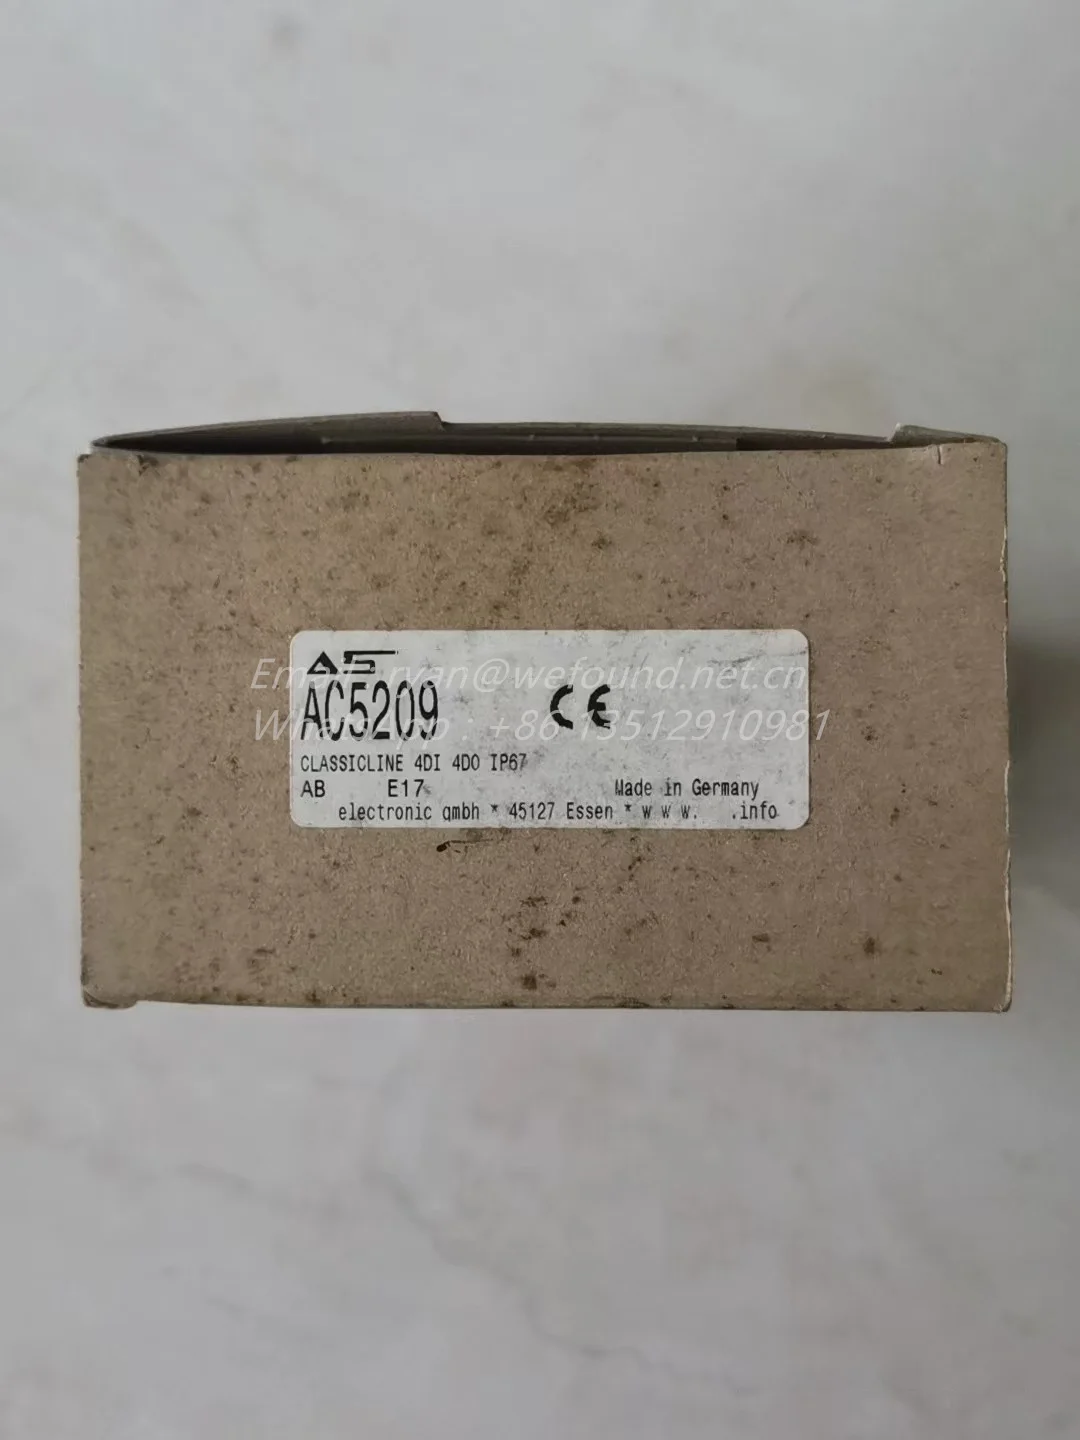 Email:ryan@wefound.net.cn
AC5209
CE
WhatsApp : +86 13512910981
CLASSICLINE 4DI 4DO IP67
AB E17 Made in Germany
electronic gmbh * 45127 Essen * w w w. .info